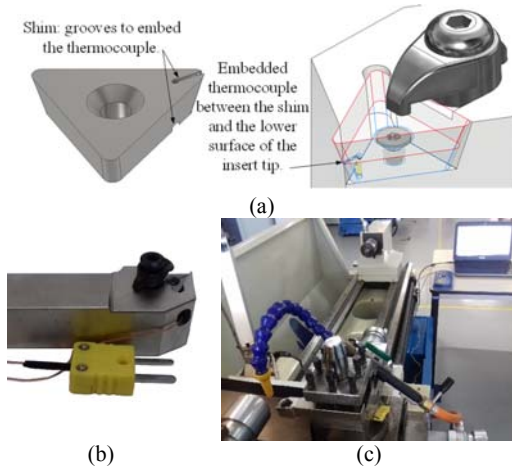 Shim: grooves to embed
the thermocouple.
Embedded
thermocouple
between the shim
and the lower
surface of the
insert tip.
(a)
(b)
(c)